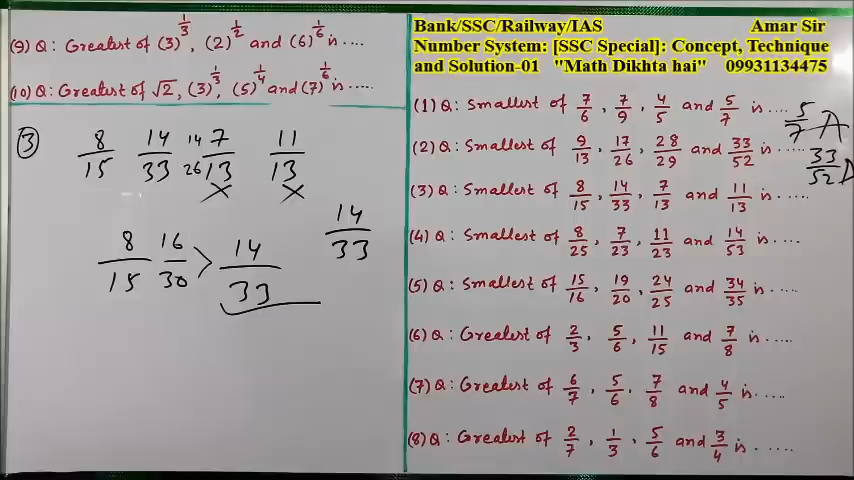 (9) Q: Greatest of (3)^1/3, (2)^1/2 and (6)^1/6 is ....
(10) Q: Greatest of √2, (3)^1/3, (5)^1/4 and (7)^1/6 is .....
③ 8/15 14/33 14/26 7/13 11/13
× ×
14/33
8/15 16/30 > 14/33
Bank/SSC/Railway/IAS Amar Sir
Number System: [SSC Special]: Concept, Technique
and Solution-01 "Math Dikhta hai" 09931134475
(1) Q: Smallest of 7/6, 7/9, 4/5 and 5/7 is .... 5/7 A
(2) Q: Smallest of 9/13, 17/26, 28/29 and 33/52 is ..... 33/52 A
(3) Q: Smallest of 8/15, 14/33, 7/13 and 11/13 is .....
(4) Q: Smallest of 8/25, 7/23, 11/23 and 14/53 is .....
(5) Q: Smallest of 15/16, 19/20, 24/25 and 34/35 is .....
(6) Q: Greatest of 2/3, 5/6, 11/15 and 7/8 is .....
(7) Q: Greatest of 6/7, 5/6, 7/8 and 4/5 is .....
(8) Q: Greatest of 2/7, 1/3, 5/6 and 3/4 is .....